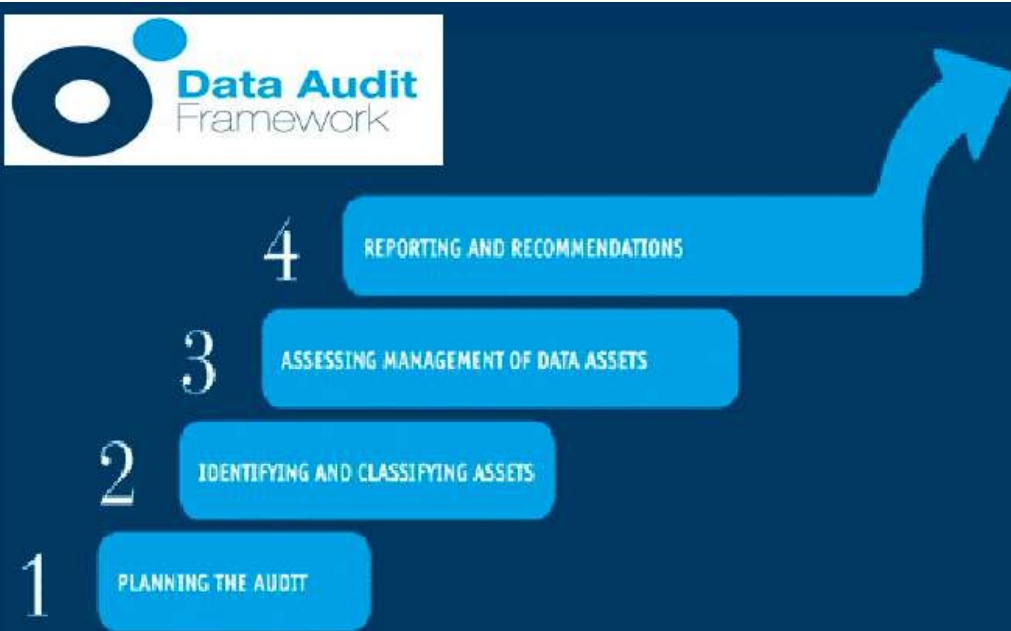 Data Audit
Framework
4 REPORTING AND RECOMMENDATIONS
3 ASSESSING MANAGEMENT OF DATA ASSETS
2 IDENTIFYING AND CLASSIFYING ASSETS
1 PLANNING THE AUDIT